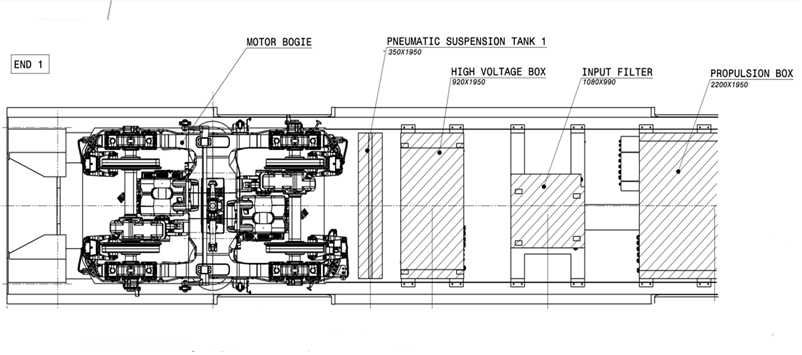 MOTOR BOGIE
PNEUMATIC SUSPENSION TANK 1
350X1950
END 1
HIGH VOLTAGE BOX
920X1950
INPUT FILTER
1080X990
PROPULSION BOX
2200X1950